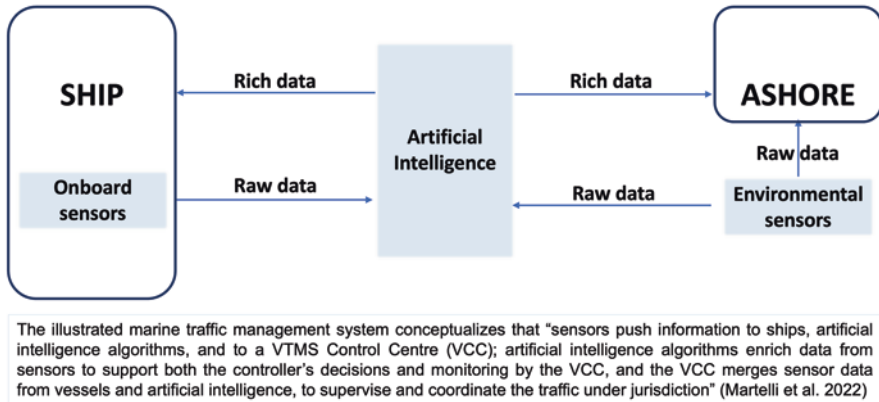 Rich data
Rich data
SHIP
ASHORE
Artificial
Intelligence
Raw data
Onboard
sensors
Raw data
Raw data
Environmental
sensors
The illustrated marine traffic management system conceptualizes that “sensors push information to ships, artificial
intelligence algorithms, and to a VTMS Control Centre (VCC); artificial intelligence algorithms enrich data from
sensors to support both the controller's decisions and monitoring by the VCC, and the VCC merges sensor data
from vessels and artificial intelligence, to supervise and coordinate the traffic under jurisdiction” (Martelli et al. 2022)